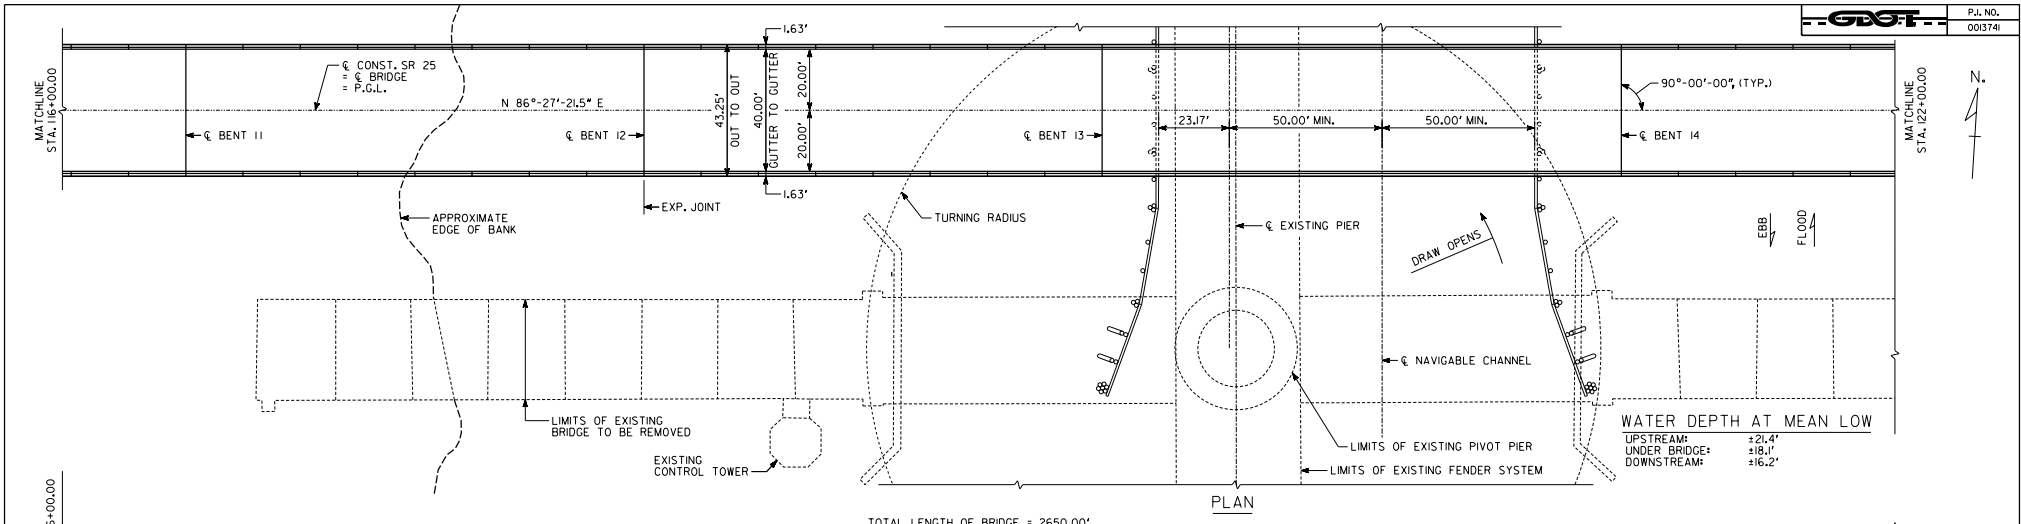 GDOT
P.I. NO.
0013741
MATCHLINE
STA. 116+00.00
℄ CONST. SR 25
= ℄ BRIDGE
= P.G.L.
N 86°-27'-21.5" E
℄ BENT 11
℄ BENT 12
EXP. JOINT
1.63'
43.25'
OUT TO OUT
40.00'
GUTTER TO GUTTER
20.00'
20.00'
1.63'
℄ BENT 13
23.17'
50.00' MIN.
50.00' MIN.
90°-00'-00", (TYP.)
℄ BENT 14
MATCHLINE
STA. 122+00.00
N.
APPROXIMATE
EDGE OF BANK
TURNING RADIUS
℄ EXISTING PIER
DRAW OPENS
EBB
FLOOD
℄ NAVIGABLE CHANNEL
LIMITS OF EXISTING
BRIDGE TO BE REMOVED
EXISTING
CONTROL TOWER
LIMITS OF EXISTING PIVOT PIER
LIMITS OF EXISTING FENDER SYSTEM
WATER DEPTH AT MEAN LOW
UPSTREAM: ±21.4'
UNDER BRIDGE: ±18.1'
DOWNSTREAM: ±16.2'
PLAN
TOTAL LENGTH OF BRIDGE = 2650.00'
6+00.00